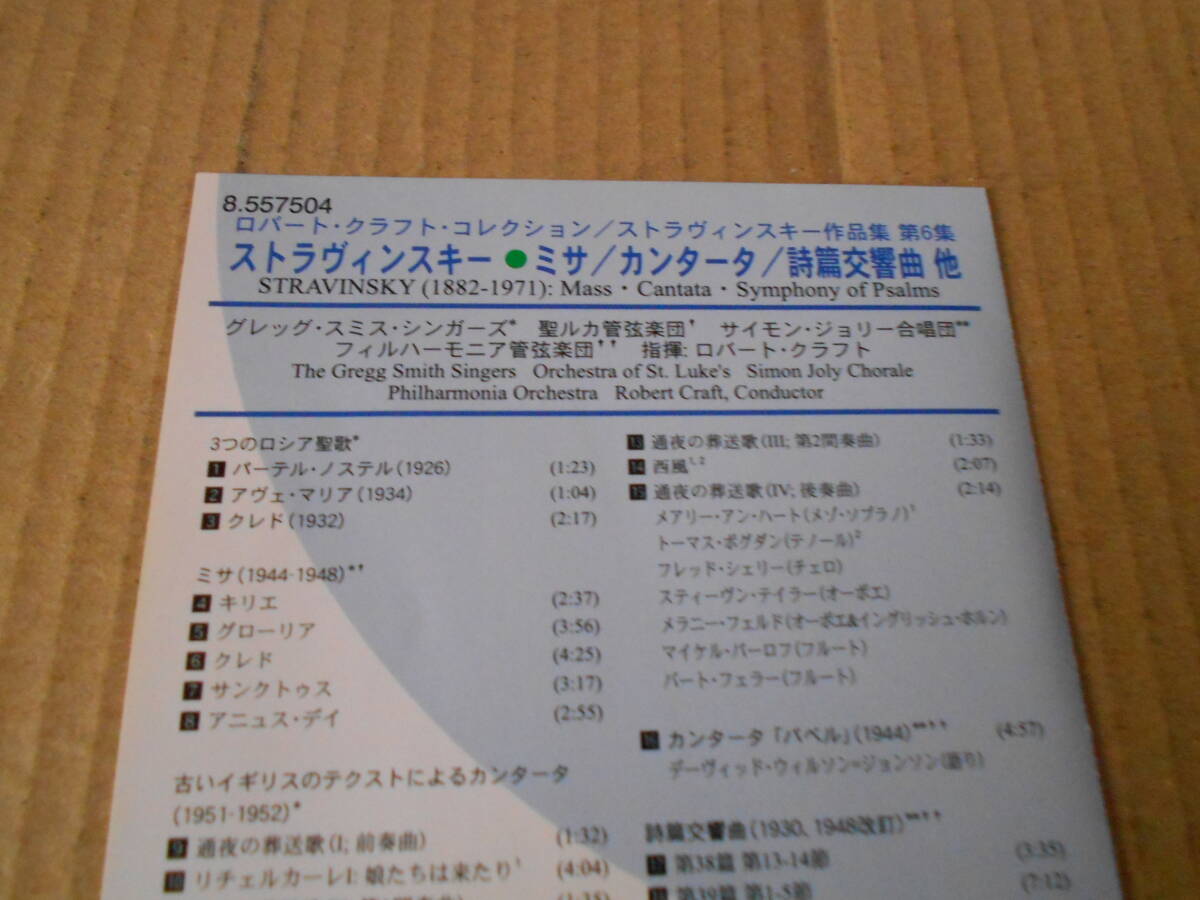 8.557504
ロバート・クラフト・コレクション／ストラヴィンスキー作品集 第6集
ストラヴィンスキー●ミサ／カンタータ／詩篇交響曲 他
STRAVINSKY (1882-1971): Mass・Cantata・Symphony of Psalms
グレッグ・スミス・シンガーズ* 聖ルカ管弦楽団† サイモン・ジョリー合唱団**
フィルハーモニア管弦楽団†† 指揮: ロバート・クラフト
The Gregg Smith Singers Orchestra of St. Luke's Simon Joly Chorale
Philharmonia Orchestra Robert Craft, Conductor
3つのロシア聖歌*
1 パーテル・ノステル(1926) (1:23)
2 アヴェ・マリア(1934) (1:04)
3 クレド(1932) (2:17)
ミサ(1944-1948)*†
4 キリエ (2:37)
5 グローリア (3:56)
6 クレド (4:25)
7 サンクトゥス (3:17)
8 アニュス・デイ (2:55)
古いイギリスのテクストによるカンタータ
(1951-1952)*
9 通夜の葬送歌(I; 前奏曲) (1:32)
10 リチェルカーレI: 娘たちは来たり¹ (4:04)
13 通夜の葬送歌(III; 第2間奏曲) (1:33)
14 西風¹,² (2:07)
15 通夜の葬送歌(IV; 後奏曲) (2:14)
メアリー・アン・ハート(メゾ・ソプラノ)¹
トーマス・ボグダン(テノール)²
フレッド・シェリー(チェロ)
スティーヴン・テイラー(オーボエ)
メラニー・フェルド(オーボエ&イングリッシュ・ホルン)
マイケル・パーロフ(フルート)
バート・フェラー(フルート)
16 カンタータ「バベル」(1944)**†† (4:57)
デーヴィッド・ウィルソン=ジョンソン(語り)
詩篇交響曲(1930、1948改訂)**††
17 第38篇 第13-14節 (3:35)
18 第39篇 第1-5節 (7:12)